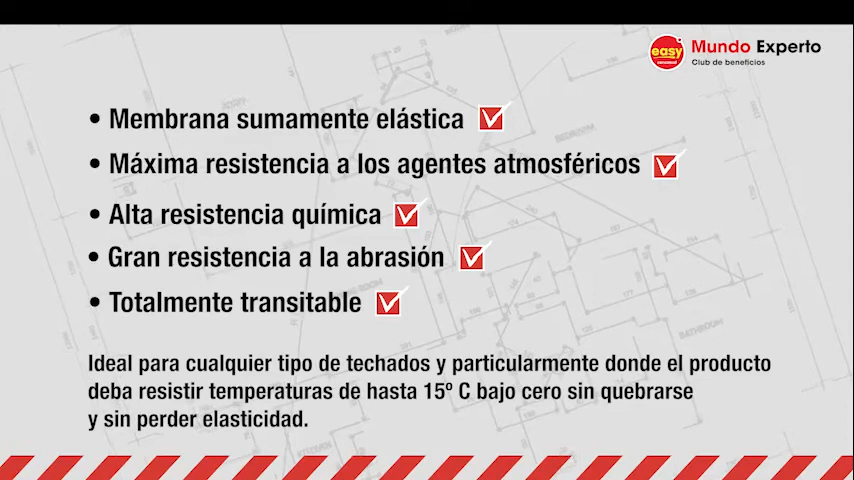 easy
Mundo Experto
Club de beneficios
• Membrana sumamente elástica
• Máxima resistencia a los agentes atmosféricos
• Alta resistencia química
• Gran resistencia a la abrasión
• Totalmente transitable
Ideal para cualquier tipo de techados y particularmente donde el producto
deba resistir temperaturas de hasta 15º C bajo cero sin quebrarse
y sin perder elasticidad.
BEDROOM
BATHROOM